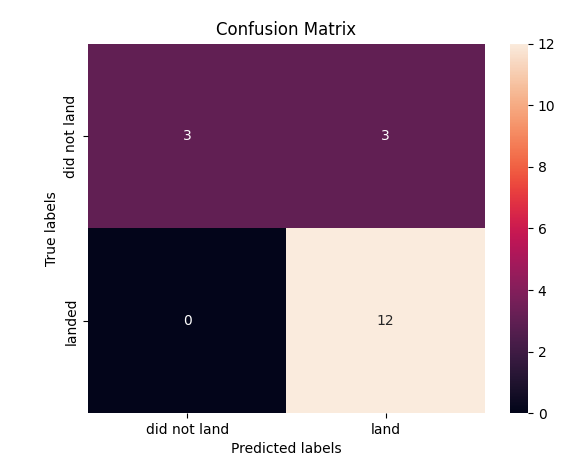 Confusion Matrix
True labels
did not land
3 3
landed
0 12
did not land land
Predicted labels
12
10
8
6
4
2
0